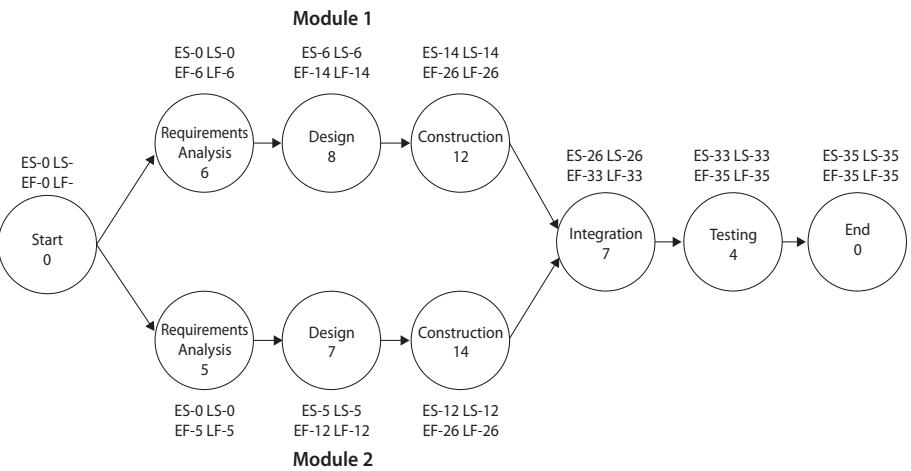 Module 1
ES-0 LS-0
EF-6 LF-6
ES-6 LS-6
EF-14 LF-14
ES-14 LS-14
EF-26 LF-26
Requirements
Analysis
6
Design
8
Construction
12
ES-0 LS-
EF-0 LF-
Start
0
ES-26 LS-26
EF-33 LF-33
ES-33 LS-33
EF-35 LF-35
ES-35 LS-35
EF-35 LF-35
Integration
7
Testing
4
End
0
Requirements
Analysis
5
Design
7
Construction
14
ES-0 LS-0
EF-5 LF-5
ES-5 LS-5
EF-12 LF-12
ES-12 LS-12
EF-26 LF-26
Module 2